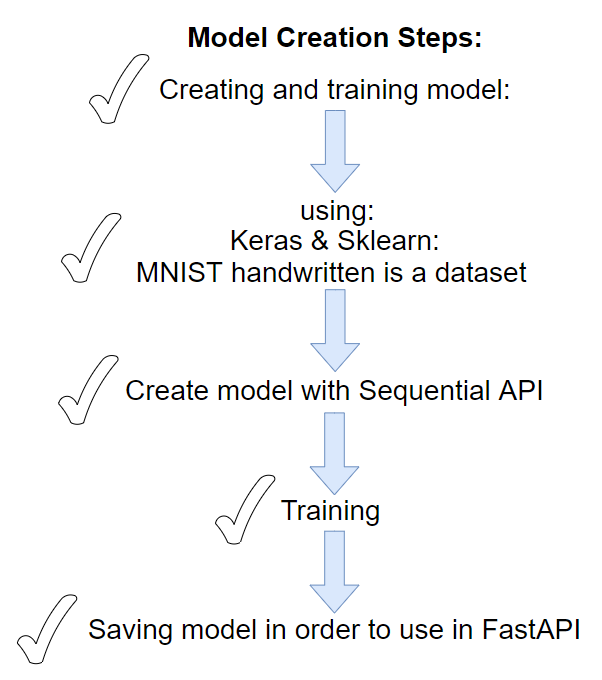 Model Creation Steps:
Creating and training model:
using:
Keras & Sklearn:
MNIST handwritten is a dataset
Create model with Sequential API
Training
Saving model in order to use in FastAPI